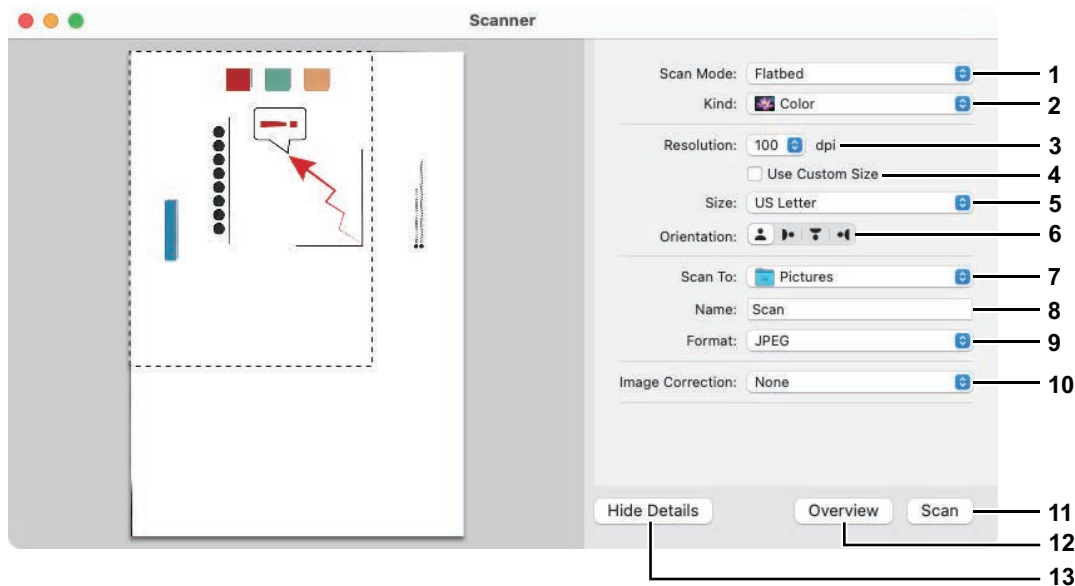 Scanner
Scan Mode: Flatbed 1
Kind: Color 2
Resolution: 100 dpi 3
Use Custom Size 4
Size: US Letter 5
Orientation: 6
Scan To: Pictures 7
Name: Scan 8
Format: JPEG 9
Image Correction: None 10
Hide Details Overview Scan 11
12
13